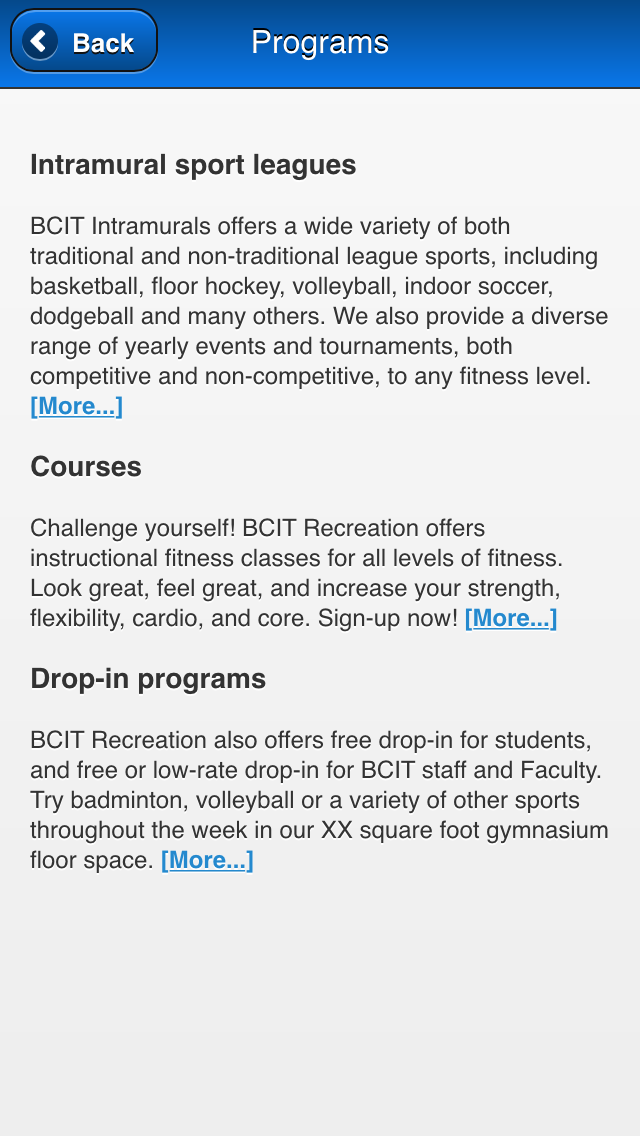 Back
Programs
Intramural sport leagues
BCIT Intramurals offers a wide variety of both
traditional and non-traditional league sports, including
basketball, floor hockey, volleyball, indoor soccer,
dodgeball and many others. We also provide a diverse
range of yearly events and tournaments, both
competitive and non-competitive, to any fitness level.
[More...]
Courses
Challenge yourself! BCIT Recreation offers
instructional fitness classes for all levels of fitness.
Look great, feel great, and increase your strength,
flexibility, cardio, and core. Sign-up now! [More...]
Drop-in programs
BCIT Recreation also offers free drop-in for students,
and free or low-rate drop-in for BCIT staff and Faculty.
Try badminton, volleyball or a variety of other sports
throughout the week in our XX square foot gymnasium
floor space. [More...]